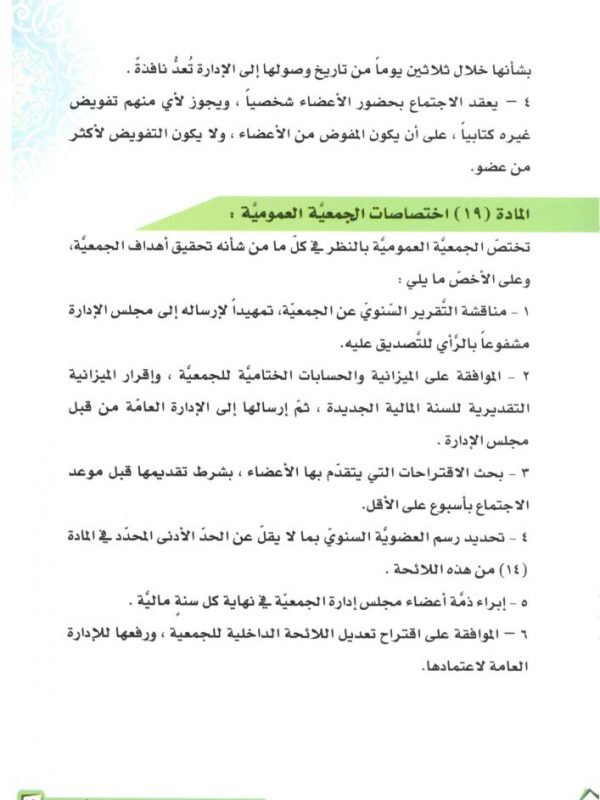 بشأنها خلال ثلاثين يوماً من تاريخ وصولها إلى الإدارة تُعدُّ نافذةً .
٤ – يعقد الاجتماع بحضور الأعضاء شخصياً ، ويجوز لأي منهم تفويض
غيره كتابياً ، على أن يكون المفوض من الأعضاء ، ولا يكون التفويض لأكثر
من عضو.
المادة (١٩) اختصاصات الجمعيَّة العموميَّة :
تختصّ الجمعيَّة العموميَّة بالنظر في كلّ ما من شأنه تحقيق أهداف الجمعيَّة،
وعلى الأخصّ ما يلي :
١ - مناقشة التَّقرير السَّنويّ عن الجمعيّة، تمهيداً لإرساله إلى مجلس الإدارة
مشفوعاً بالرَّأي للتَّصديق عليه.
٢ - الموافقة على الميزانية والحسابات الختاميَّة للجمعيَّة ، وإقرار الميزانية
التقديرية للسنة المالية الجديدة ، ثمّ إرسالها إلى الإدارة العامّة من قبل
مجلس الإدارة .
٣ - بحث الاقتراحات التي يتقدّم بها الأعضاء ، بشرط تقديمها قبل موعد
الاجتماع بأسبوع على الأقل.
٤ - تحديد رسم العضويَّة السنويّ بما لا يقلّ عن الحدّ الأدنى المحدّد في المادة
(١٤) من هذه اللائحة .
٥ - إبراء ذمَّة أعضاء مجلس إدارة الجمعيّة في نهاية كل سنةٍ ماليَّة .
٦ – الموافقة على اقتراح تعديل اللائحة الداخلية للجمعية ، ورفعها للإدارة
العامة لاعتمادها.